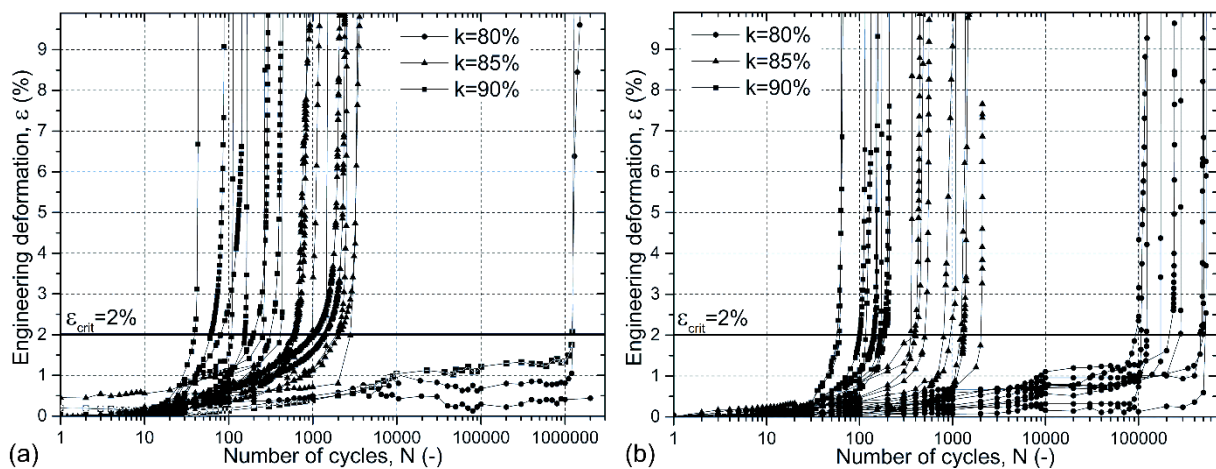 9
8
7
6
5
4
3
2
1
0
Engineering deformation, ε (%)
k=80%
k=85%
k=90%
ε_crit=2%
1 10 100 1000 10000 100000 1000000
(a) Number of cycles, N (-)
9
8
7
6
5
4
3
2
1
0
Engineering deformation, ε (%)
k=80%
k=85%
k=90%
ε_crit=2%
1 10 100 1000 10000 100000
(b) Number of cycles, N (-)